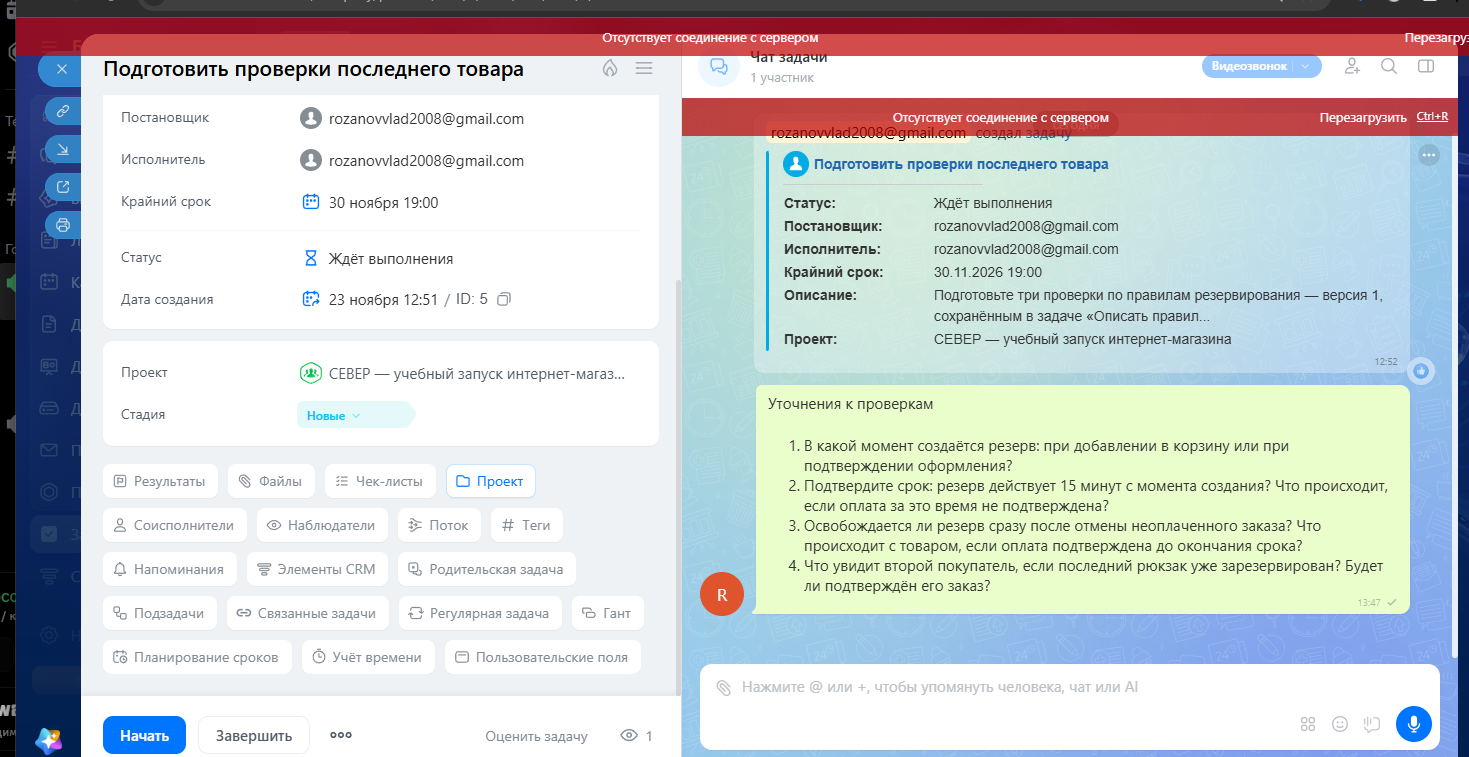 Отсутствует соединение с сервером
Подготовить проверки последнего товара
Постановщик
rozanovvlad2008@gmail.com
Исполнитель
rozanovvlad2008@gmail.com
Крайний срок
30 ноября 19:00
Статус
Ждёт выполнения
Дата создания
23 ноября 12:51 / ID: 5
Проект
СЕВЕР — учебный запуск интернет-магаз...
Стадия
Новые
Результаты
Файлы
Чек-листы
Проект
Соисполнители
Наблюдатели
Поток
Теги
Напоминания
Элементы CRM
Родительская задача
Подзадачи
Связанные задачи
Регулярная задача
Гант
Планирование сроков
Учёт времени
Пользовательские поля
Начать
Завершить
Оценить задачу
1
Чат задачи
1 участник
Видеозвонок
Отсутствует соединение с сервером
Перезагрузить Ctrl+R
rozanovvlad2008@gmail.com создал задачу
Подготовить проверки последнего товара
Статус: Ждёт выполнения
Постановщик: rozanovvlad2008@gmail.com
Исполнитель: rozanovvlad2008@gmail.com
Крайний срок: 30.11.2026 19:00
Описание: Подготовьте три проверки по правилам резервирования — версия 1,
сохранённым в задаче «Описать правил...
Проект: СЕВЕР — учебный запуск интернет-магазина
12:52
Уточнения к проверкам
1. В какой момент создаётся резерв: при добавлении в корзину или при
подтверждении оформления?
2. Подтвердите срок: резерв действует 15 минут с момента создания? Что происходит,
если оплата за это время не подтверждена?
3. Освобождается ли резерв сразу после отмены неоплаченного заказа? Что
происходит с товаром, если оплата подтверждена до окончания срока?
4. Что увидит второй покупатель, если последний рюкзак уже зарезервирован? Будет
ли подтверждён его заказ?
13:47
R
Нажмите @ или +, чтобы упомянуть человека, чат или AI